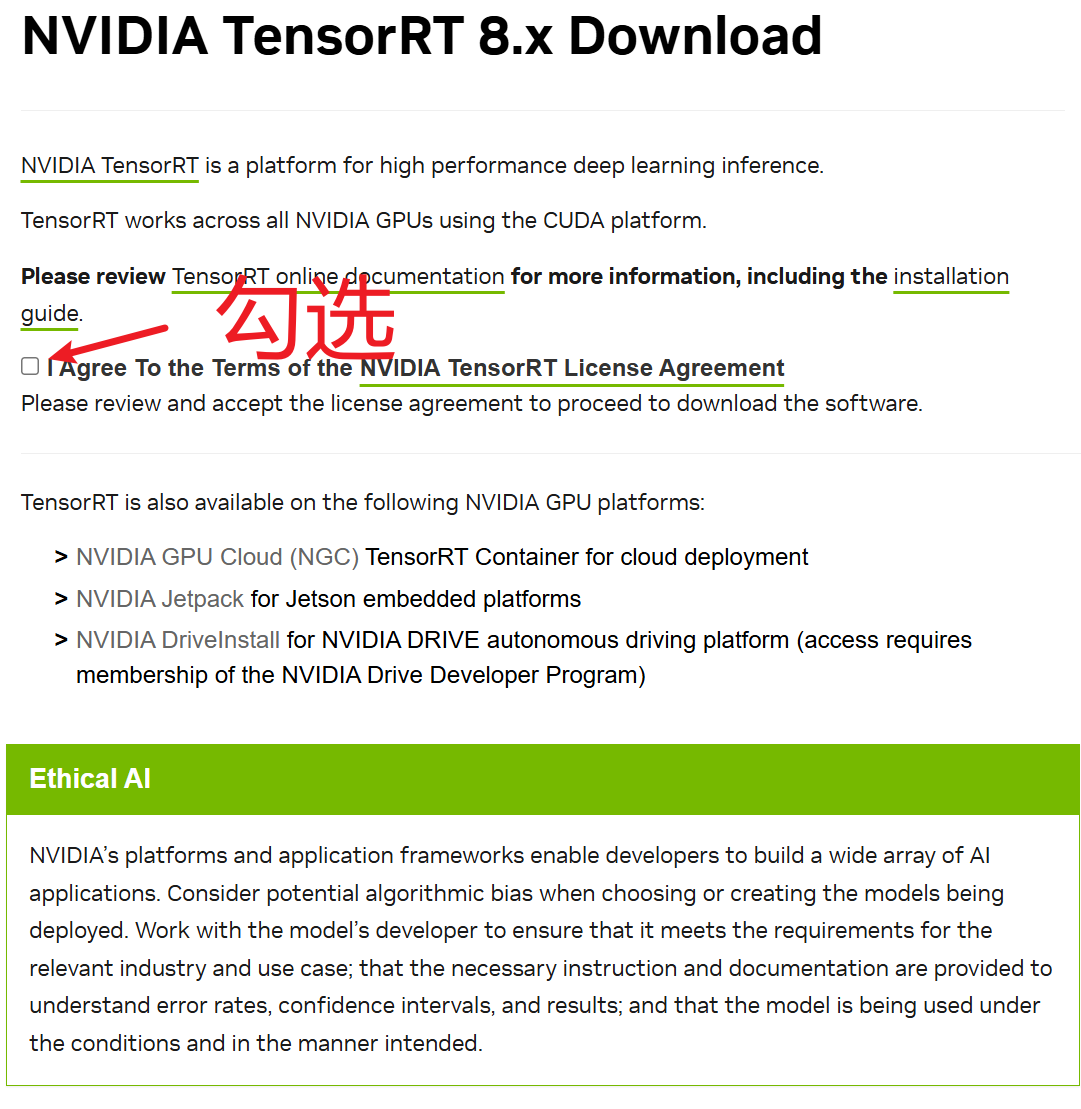 NVIDIA TensorRT 8.x Download
NVIDIA TensorRT is a platform for high performance deep learning inference.
TensorRT works across all NVIDIA GPUs using the CUDA platform.
Please review TensorRT online documentation for more information, including the installation
guide.
勾选
I Agree To the Terms of the NVIDIA TensorRT License Agreement
Please review and accept the license agreement to proceed to download the software.
TensorRT is also available on the following NVIDIA GPU platforms:
> NVIDIA GPU Cloud (NGC) TensorRT Container for cloud deployment
> NVIDIA Jetpack for Jetson embedded platforms
> NVIDIA DriveInstall for NVIDIA DRIVE autonomous driving platform (access requires
membership of the NVIDIA Drive Developer Program)
Ethical AI
NVIDIA’s platforms and application frameworks enable developers to build a wide array of AI
applications. Consider potential algorithmic bias when choosing or creating the models being
deployed. Work with the model’s developer to ensure that it meets the requirements for the
relevant industry and use case; that the necessary instruction and documentation are provided to
understand error rates, confidence intervals, and results; and that the model is being used under
the conditions and in the manner intended.